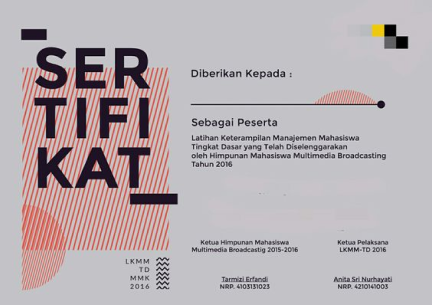 SER
TIFI
KAT
Diberikan Kepada :
Sebagai Peserta
Latihan Keterampilan Manajemen Mahasiswa
Tingkat Dasar yang Telah Diselenggarakan
oleh Himpunan Mahasiswa Multimedia Broadcasting
Tahun 2016
LKMM
TD
MMK
2016
Ketua Himpunan Mahasiswa
Multimedia Broadcastig 2015-2016
Tarmizi Erfandi
NRP. 4103131023
Ketua Pelaksana
LKMM-TD 2016
Anita Sri Nurhayati
NRP. 4210141003